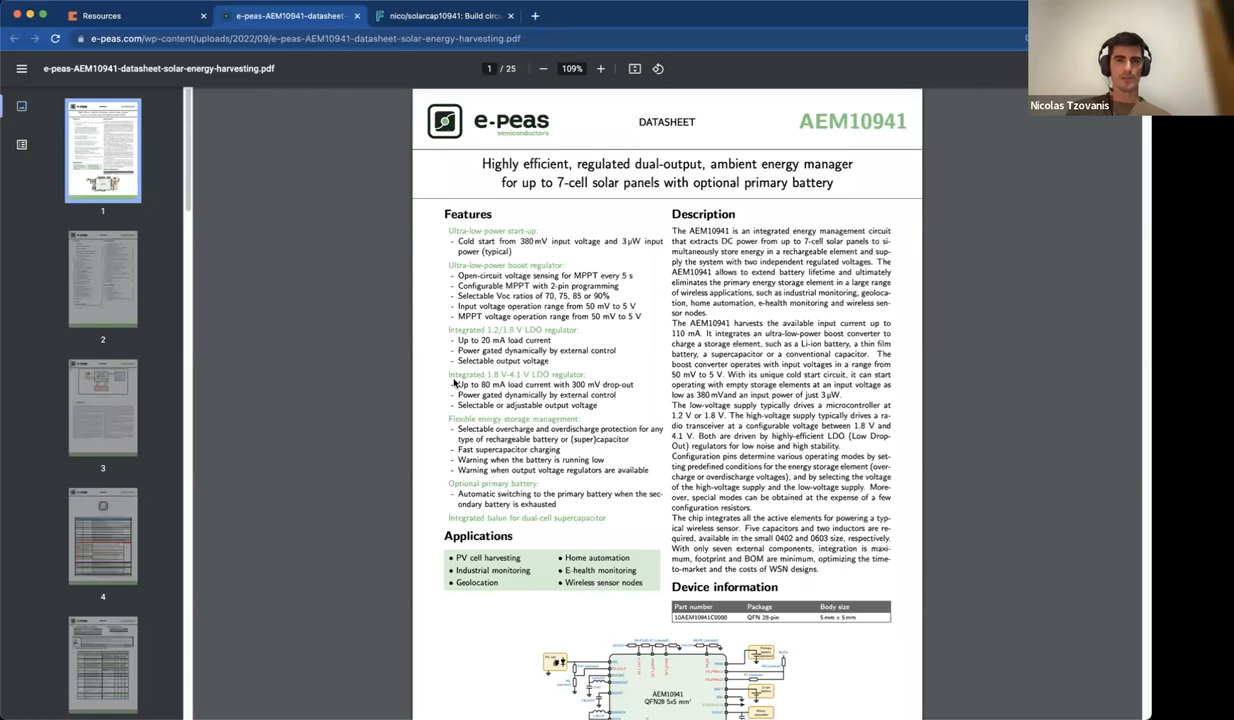 Resources
e-peas-AEM10941-datasheet-
nico/solarcap10941: Build circ
e-peas.com/wp-content/uploads/2022/09/e-peas-AEM10941-datasheet-solar-energy-harvesting.pdf
e-peas-AEM10941-datasheet-solar-energy-harvesting.pdf
1 / 25
109%
Nicolas Tzovanis
1
2
3
4
e-peas
semiconductors
DATASHEET
AEM10941
Highly efficient, regulated dual-output, ambient energy manager
for up to 7-cell solar panels with optional primary battery
Features
Ultra-low-power start-up:
- Cold start from 380 mV input voltage and 3 µW input
power (typical)
Ultra-low-power boost regulator:
- Open-circuit voltage sensing for MPPT every 5 s
- Configurable MPPT with 2-pin programming
- Selectable Voc ratios of 70, 75, 85 or 90%
- Input voltage operation range from 50 mV to 5 V
- MPPT voltage operation range from 50 mV to 5 V
Integrated 1.2/1.8 V LDO regulator:
- Up to 20 mA load current
- Power gated dynamically by external control
- Selectable output voltage
Integrated 1.8 V-4.1 V LDO regulator:
- Up to 80 mA load current with 300 mV drop-out
- Power gated dynamically by external control
- Selectable or adjustable output voltage
Flexible energy storage management:
- Selectable overcharge and overdischarge protection for any
type of rechargeable battery or (super)capacitor
- Fast supercapacitor charging
- Warning when the battery is running low
- Warning when output voltage regulators are available
Optional primary battery:
- Automatic switching to the primary battery when the sec-
ondary battery is exhausted
Integrated balun for dual-cell supercapacitor
Applications
• PV cell harvesting
• Industrial monitoring
• Geolocation
• Home automation
• E-health monitoring
• Wireless sensor nodes
Description
The AEM10941 is an integrated energy management circuit
that extracts DC power from up to 7-cell solar panels to si-
multaneously store energy in a rechargeable element and sup-
ply the system with two independent regulated voltages. The
AEM10941 allows to extend battery lifetime and ultimately
eliminates the primary energy storage element in a large range
of wireless applications, such as industrial monitoring, geoloca-
tion, home automation, e-health monitoring and wireless sen-
sor nodes.
The AEM10941 harvests the available input current up to
110 mA. It integrates an ultra-low-power boost converter to
charge a storage element, such as a Li-ion battery, a thin film
battery, a supercapacitor or a conventional capacitor. The
boost converter operates with input voltages in a range from
50 mV to 5 V. With its unique cold start circuit, it can start
operating with empty storage elements at an input voltage as
low as 380 mVand an input power of just 3 µW.
The low-voltage supply typically drives a microcontroller at
1.2 V or 1.8 V. The high-voltage supply typically drives a ra-
dio transceiver at a configurable voltage between 1.8 V and
4.1 V. Both are driven by highly-efficient LDO (Low Drop-
Out) regulators for low noise and high stability.
Configuration pins determine various operating modes by set-
ting predefined conditions for the energy storage element (over-
charge or overdischarge voltages), and by selecting the voltage
of the high-voltage supply and the low-voltage supply. More-
over, special modes can be obtained at the expense of a few
configuration resistors.
The chip integrates all the active elements for powering a typ-
ical wireless sensor. Five capacitors and two inductors are re-
quired, available in the small 0402 and 0603 size, respectively.
With only seven external components, integration is maxi-
mum, footprint and BOM are minimum, optimizing the time-
to-market and the costs of WSN designs.
Device information
Part number Package Body size
10AEM10941C0000 QFN 28-pin 5 mm x 5 mm
AEM10941
QFN28 5x5 mm²